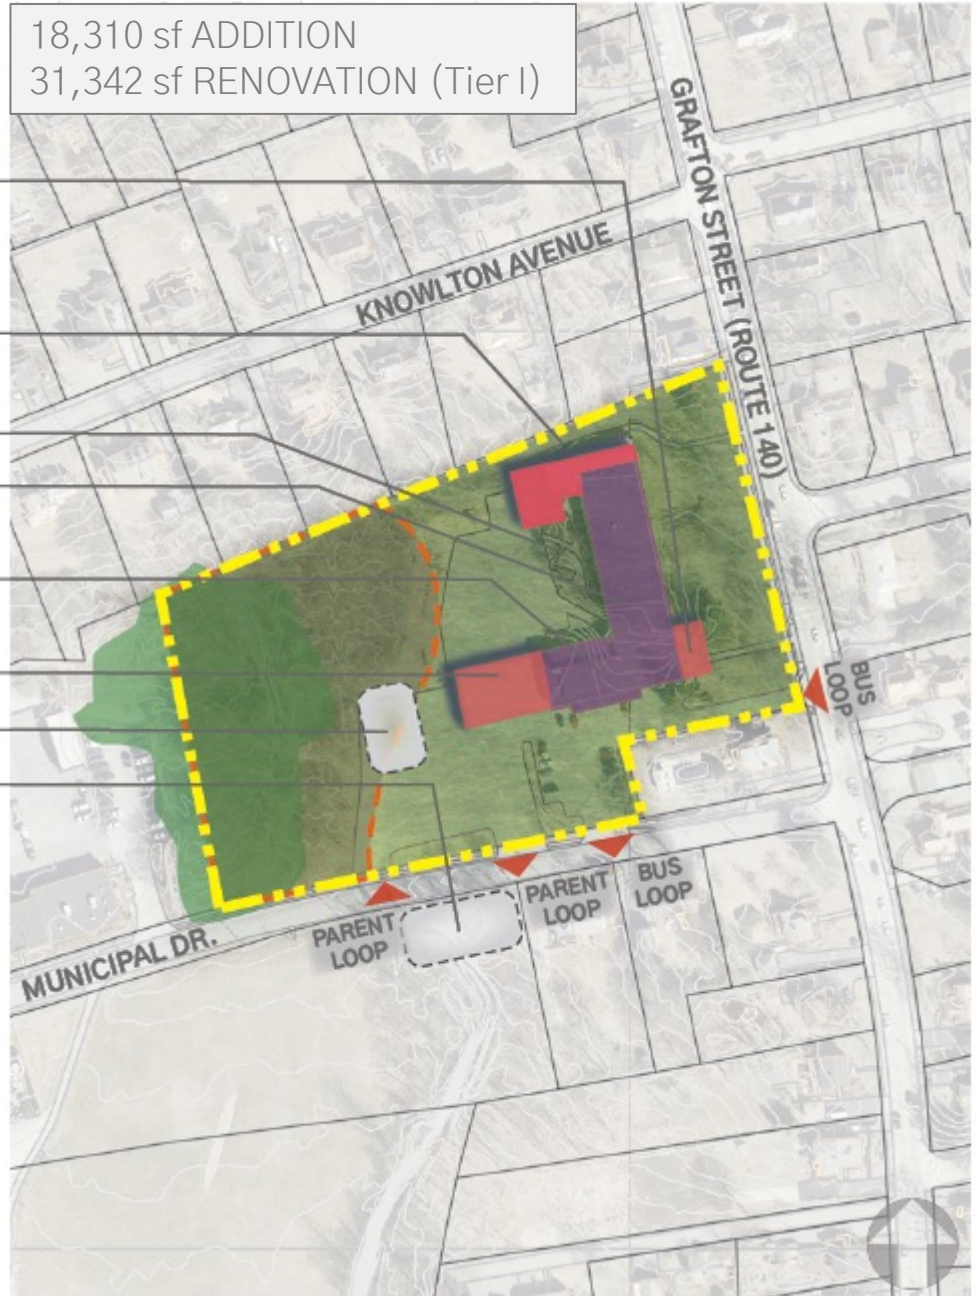 18,310 sf ADDITION
31,342 sf RENOVATION (Tier I)
GRAFTON STREET (ROUTE 140)
KNOWLTON AVENUE
BUS
LOOP
BUS
LOOP
PARENT
LOOP
PARENT
LOOP
MUNICIPAL DR.